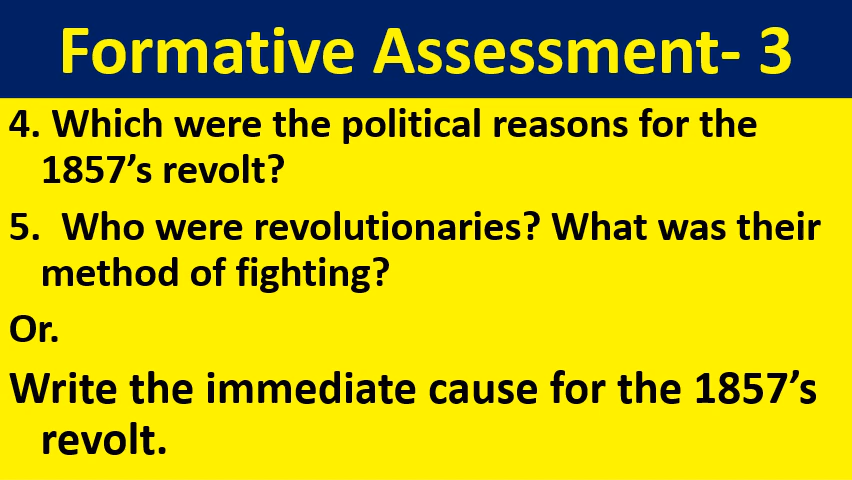 Formative Assessment- 3
4. Which were the political reasons for the
1857’s revolt?
5.  Who were revolutionaries? What was their
method of fighting?
Or.
Write the immediate cause for the 1857’s
revolt.